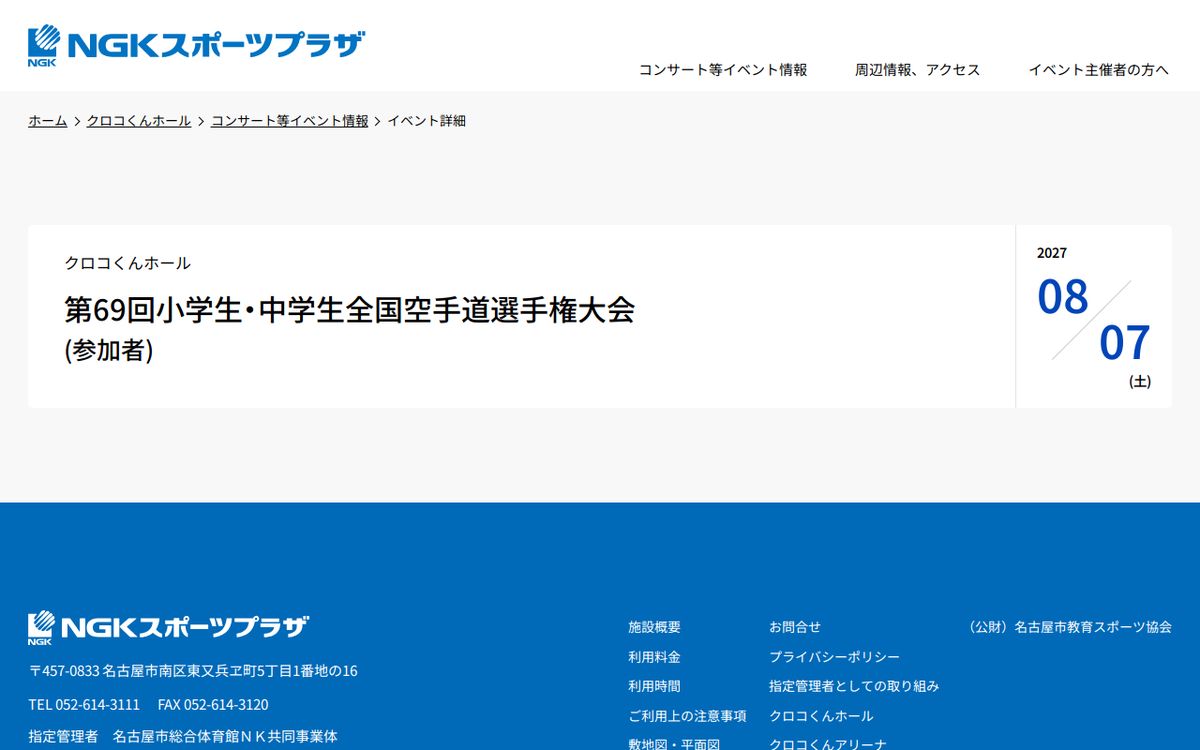 NGK NGKスポーツプラザ
コンサート等イベント情報 周辺情報、アクセス イベント主催者の方へ
ホーム > クロコくんホール > コンサート等イベント情報 > イベント詳細
クロコくんホール
第69回小学生・中学生全国空手道選手権大会
(参加者)
2027
08
07
(土)
NGK NGKスポーツプラザ
〒457-0833 名古屋市南区東又兵ヱ町5丁目1番地の16
TEL 052-614-3111 FAX 052-614-3120
指定管理者 名古屋市総合体育館ＮＫ共同事業体
施設概要
利用料金
利用時間
ご利用上の注意事項
敷地図・平面図
お問合せ
プライバシーポリシー
指定管理者としての取り組み
クロコくんホール
クロコくんアリーナ
（公財）名古屋市教育スポーツ協会